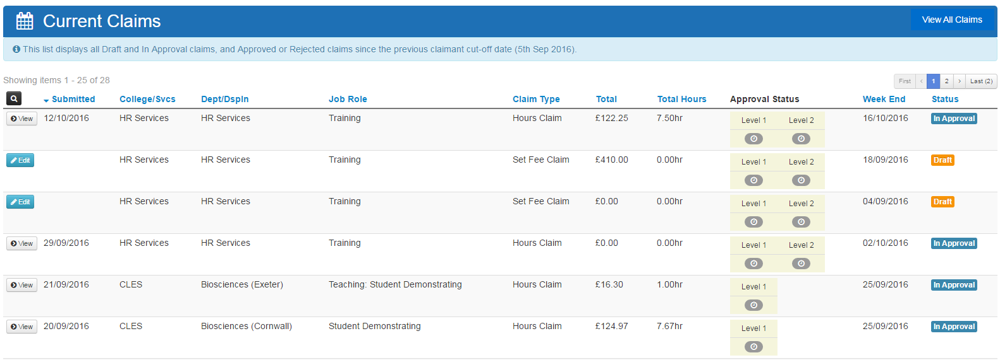 Current Claims
View All Claims
This list displays all Draft and In Approval claims, and Approved or Rejected claims since the previous claimant cut-off date (5th Sep 2016).
Showing items 1 - 25 of 28
First ‹ 1 2 › Last (2)
Submitted College/Svcs Dept/Dspln Job Role Claim Type Total Total Hours Approval Status Week End Status
View 12/10/2016 HR Services HR Services Training Hours Claim £122.25 7.50hr Level 1 Level 2 16/10/2016 In Approval
Edit HR Services HR Services Training Set Fee Claim £410.00 0.00hr Level 1 Level 2 18/09/2016 Draft
Edit HR Services HR Services Training Set Fee Claim £0.00 0.00hr Level 1 Level 2 04/09/2016 Draft
View 29/09/2016 HR Services HR Services Training Hours Claim £0.00 0.00hr Level 1 Level 2 02/10/2016 In Approval
View 21/09/2016 CLES Biosciences (Exeter) Teaching: Student Demonstrating Hours Claim £16.30 1.00hr Level 1 25/09/2016 In Approval
View 20/09/2016 CLES Biosciences (Cornwall) Student Demonstrating Hours Claim £124.97 7.67hr Level 1 25/09/2016 In Approval